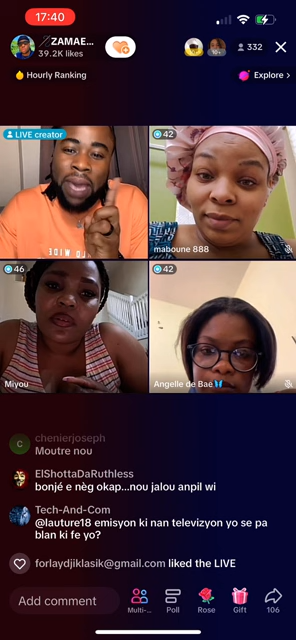 17:40
ZAMAE...
39.2K likes
332
Hourly Ranking
Explore >
LIVE creator
42
maboune 888
46
Miyou
42
Angelle de Bae
C
chenierjoseph
Moutre nou
ElShottaDaRuthless
bonjé e nèg okap...nou jalou anpil wi
Tech-And-Com
@lauture18 emisyon ki nan televizyon yo se pa
blan ki fe yo?
forlaydjiklasik@gmail.com liked the LIVE
Add comment
Multi-...
Poll
Rose
Gift
106